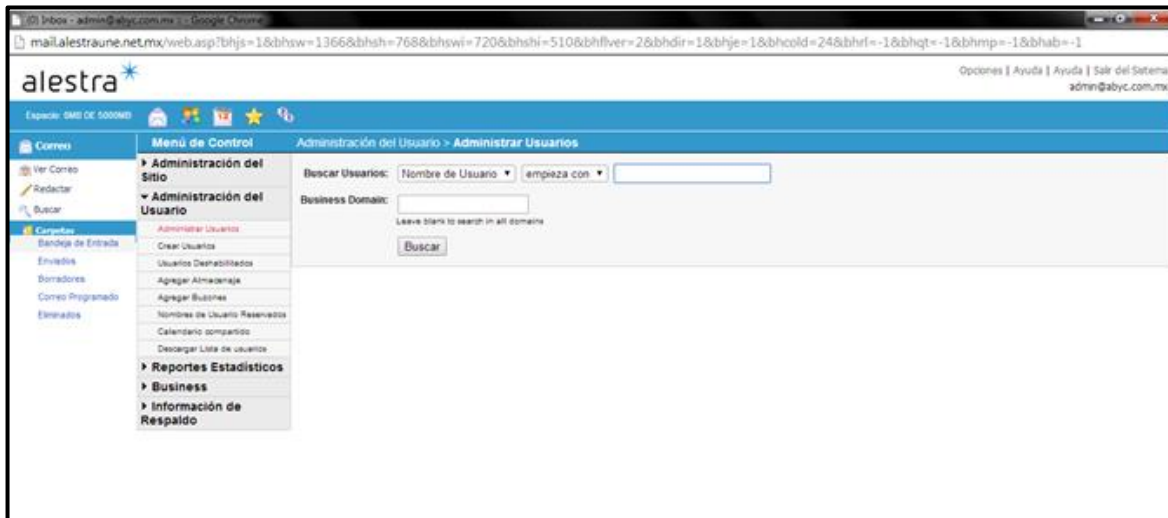 (0) Inbox - admin@abyc.com.mx :: - Google Chrome
mail.alestraune.net.mx/web.asp?bhjs=1&bhsw=1366&bhsh=768&bhswi=720&bhshi=510&bhflver=2&bhdir=1&bhje=1&bhcold=24&bhrl=-1&bhqt=-1&bhmp=-1&bhab=-1
alestra
Opciones | Ayuda | Ayuda | Salir del Sistema
admin@abyc.com.mx
Espacio: 0MB DE 5000MB
Correo
Ver Correo
Redactar
Buscar
Carpetas
Bandeja de Entrada
Enviados
Borradores
Correo Programado
Eliminados
Menú de Control
Administración del
Sitio
Administración del
Usuario
Administrar Usuarios
Crear Usuarios
Usuarios Deshabilitados
Agregar Almacenaje
Agregar Buzones
Nombres de Usuario Reservados
Calendario compartido
Descargar Lista de usuarios
Reportes Estadísticos
Business
Información de
Respaldo
Administración del Usuario > Administrar Usuarios
Buscar Usuarios: Nombre de Usuario empieza con
Business Domain:
Leave blank to search in all domains
Buscar